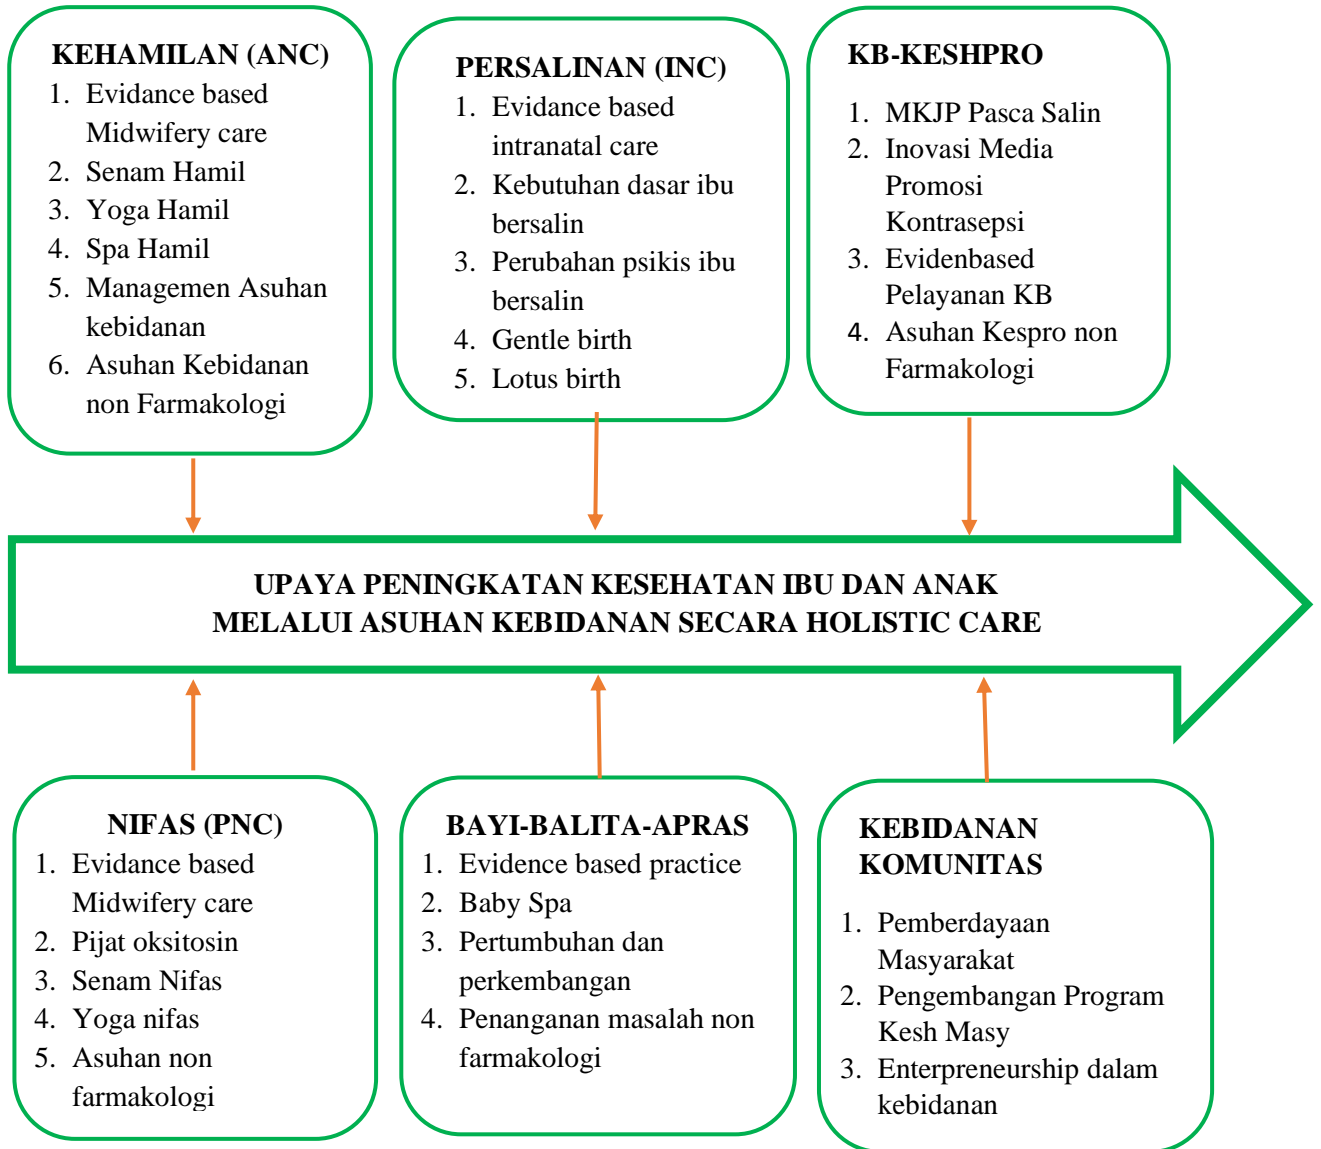 KEHAMILAN (ANC)
1. Evidance based
Midwifery care
2. Senam Hamil
3. Yoga Hamil
4. Spa Hamil
5. Managemen Asuhan
kebidanan
6. Asuhan Kebidanan
non Farmakologi
PERSALINAN (INC)
1. Evidance based
intranatal care
2. Kebutuhan dasar ibu
bersalin
3. Perubahan psikis ibu
bersalin
4. Gentle birth
5. Lotus birth
KB-KESHPRO
1. MKJP Pasca Salin
2. Inovasi Media
Promosi
Kontrasepsi
3. Evidenbased
Pelayanan KB
4. Asuhan Kespro non
Farmakologi
UPAYA PENINGKATAN KESEHATAN IBU DAN ANAK
MELALUI ASUHAN KEBIDANAN SECARA HOLISTIC CARE
NIFAS (PNC)
1. Evidance based
Midwifery care
2. Pijat oksitosin
3. Senam Nifas
4. Yoga nifas
5. Asuhan non
farmakologi
BAYI-BALITA-APRAS
1. Evidence based practice
2. Baby Spa
3. Pertumbuhan dan
perkembangan
4. Penanganan masalah non
farmakologi
KEBIDANAN
KOMUNITAS
1. Pemberdayaan
Masyarakat
2. Pengembangan Program
Kesh Masy
3. Enterpreneurship dalam
kebidanan